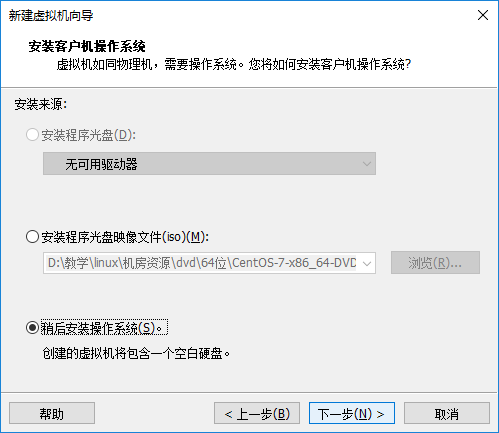 新建虚拟机向导
安装客户机操作系统
虚拟机如同物理机，需要操作系统。您将如何安装客户机操作系统?
安装来源:
安装程序光盘(D):
无可用驱动器
安装程序光盘映像文件(iso)(M):
D:\教学\linux\机房资源\dvd\64位\CentOS-7-x86_64-DVD
浏览(R)...
稍后安装操作系统(S)。
创建的虚拟机将包含一个空白硬盘。
帮助
< 上一步(B)
下一步(N) >
取消